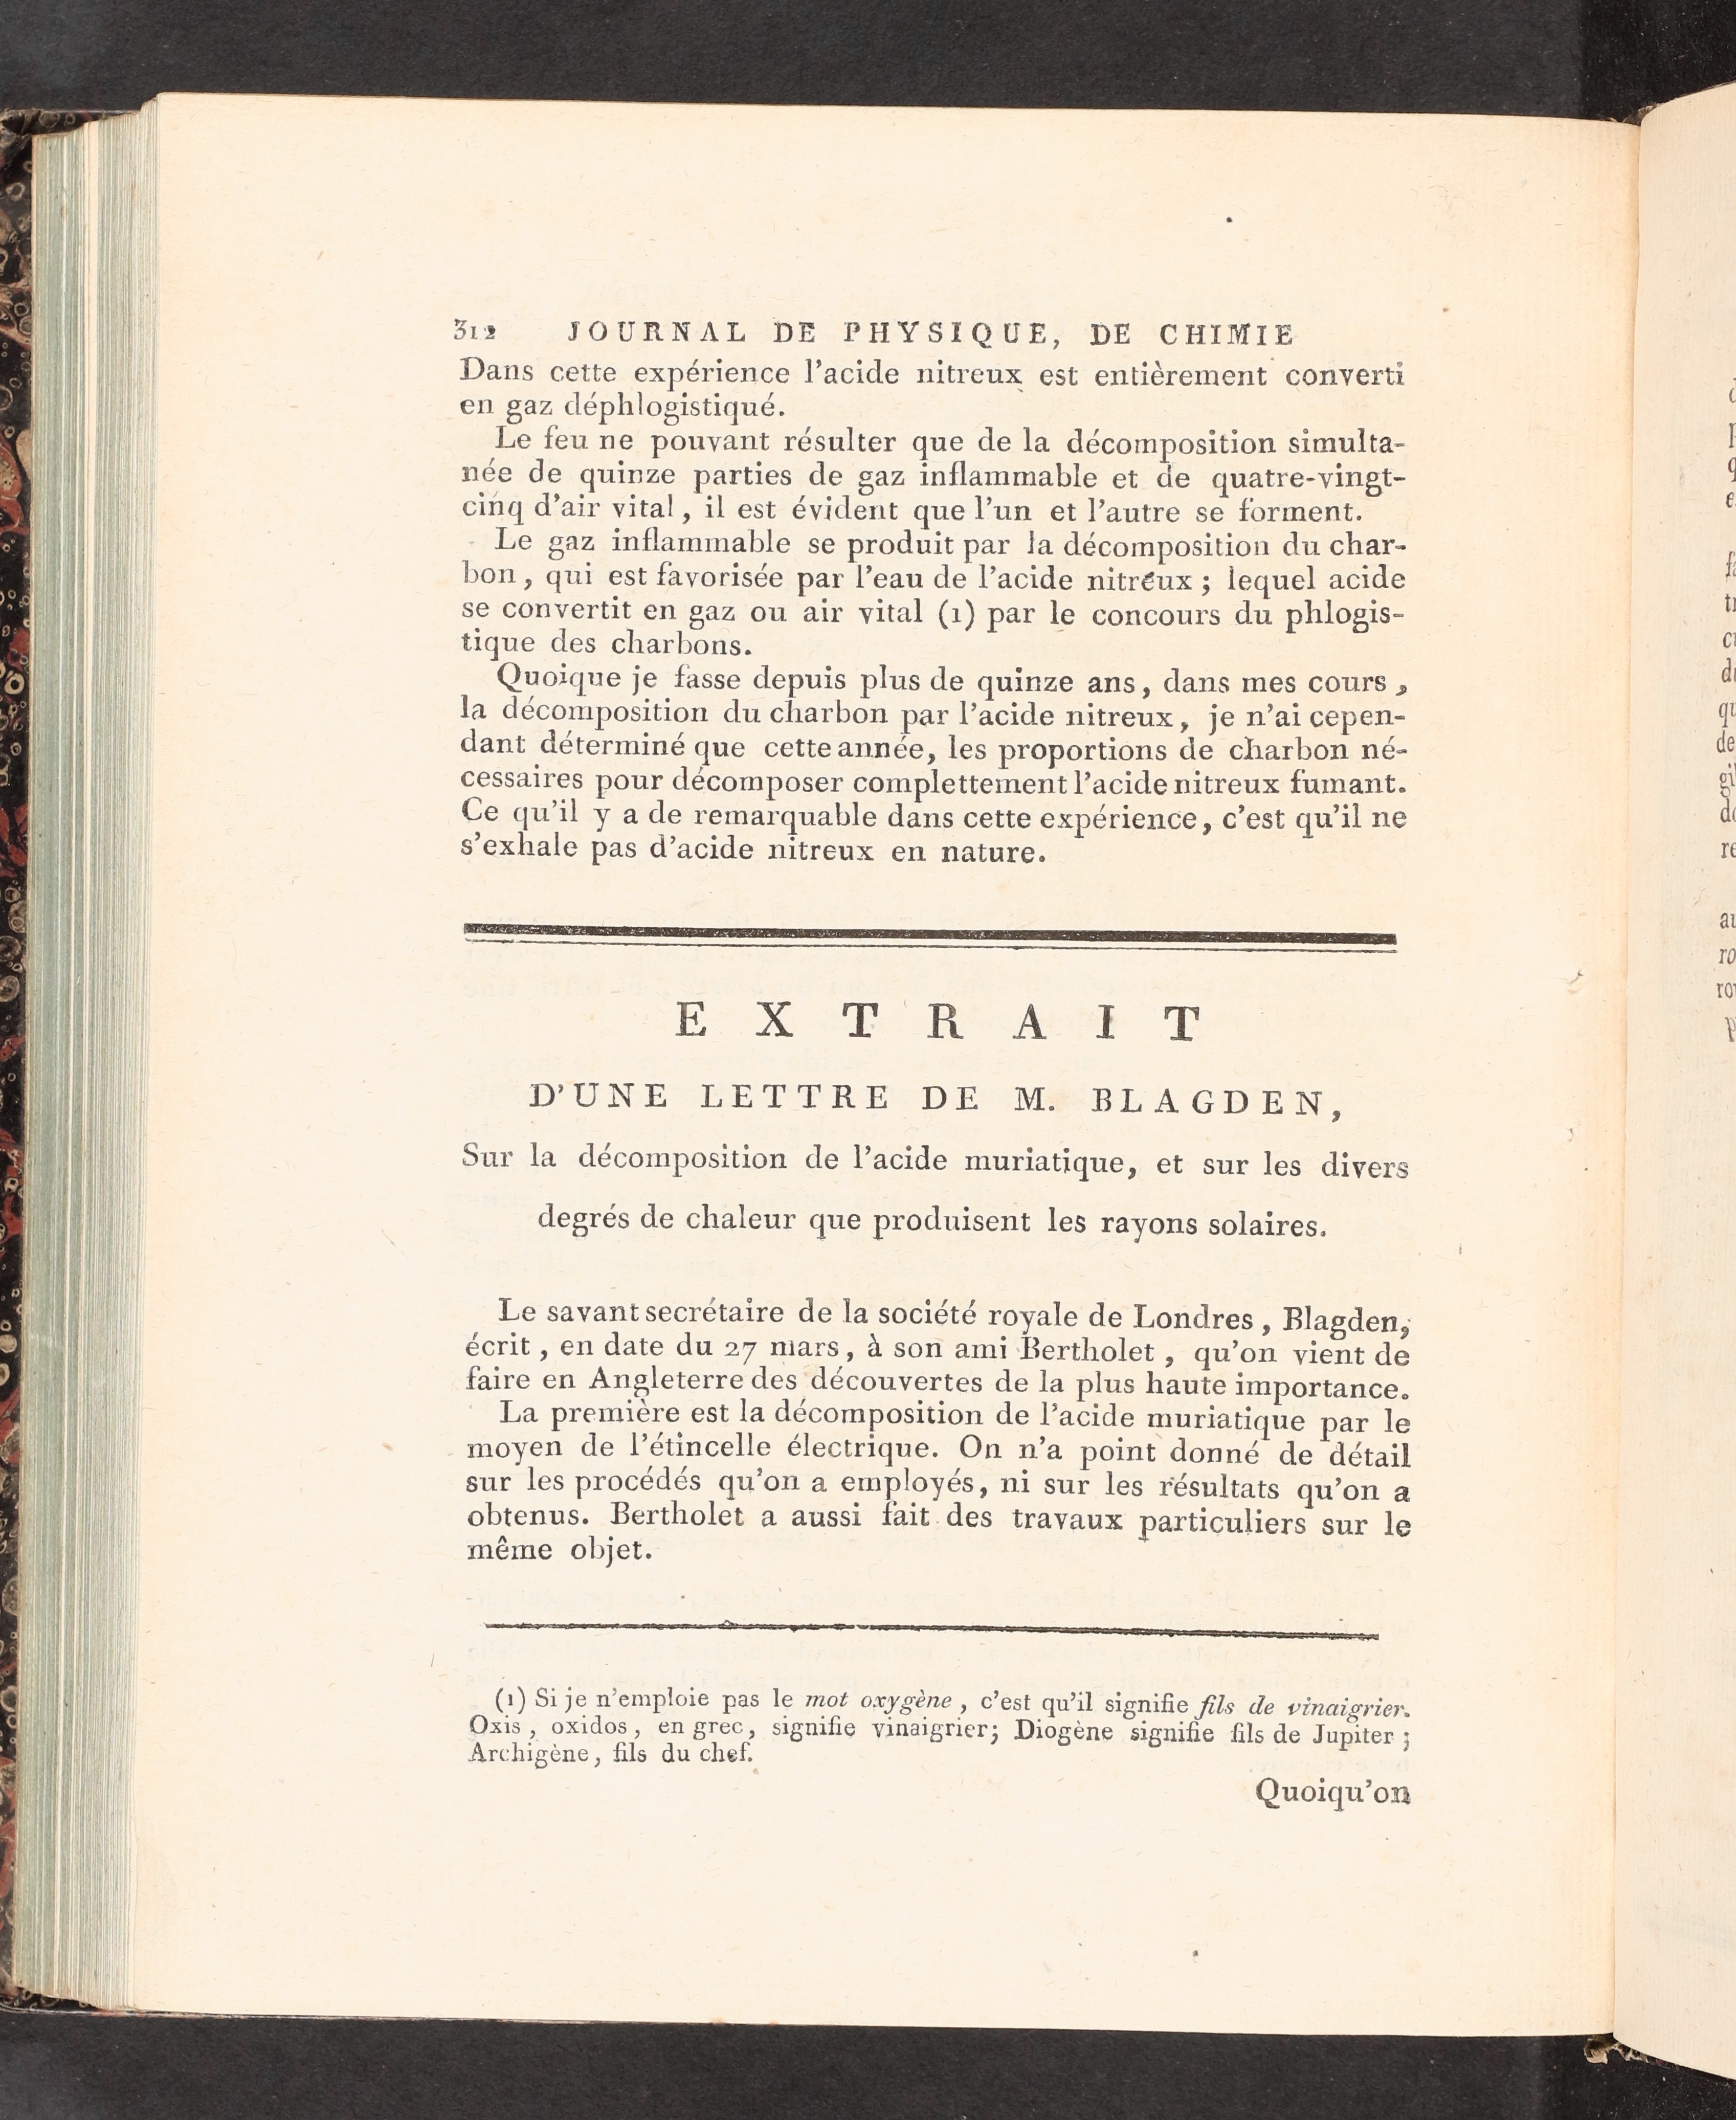 312 JOURNAL DE PHYSIQUE, DE CHIMIE
Dans cette expérience l'acide nitreux est entièrement converti
en gaz déphlogistiqué.
Le feu ne pouvant résulter que de la décomposition simulta-
née de quinze parties de gaz inflammable et de quatre-vingt-
cinq d'air vital, il est évident que l'un et l'autre se forment.
Le gaz inflammable se produit par la décomposition du char-
bon, qui est favorisée par l'eau de l'acide nitreux ; lequel acide
se convertit en gaz ou air vital (1) par le concours du phlogis-
tique des charbons.
Quoique je fasse depuis plus de quinze ans, dans mes cours,
la décomposition du charbon par l'acide nitreux, je n'ai cepen-
dant déterminé que cette année, les proportions de charbon né-
cessaires pour décomposer complettement l'acide nitreux fumant.
Ce qu'il y a de remarquable dans cette expérience, c'est qu'il ne
s'exhale pas d'acide nitreux en nature.
EXTRAIT
D'UNE LETTRE DE M. BLAGDEN,
Sur la décomposition de l'acide muriatique, et sur les divers
degrés de chaleur que produisent les rayons solaires.
Le savant secrétaire de la société royale de Londres, Blagden,
écrit, en date du 27 mars, à son ami Bertholet, qu'on vient de
faire en Angleterre des découvertes de la plus haute importance.
La première est la décomposition de l'acide muriatique par le
moyen de l'étincelle électrique. On n'a point donné de détail
sur les procédés qu'on a employés, ni sur les résultats qu'on a
obtenus. Bertholet a aussi fait des travaux particuliers sur le
même objet.
(1) Si je n'emploie pas le mot oxygène, c'est qu'il signifie fils de vinaigrier.
Oxis, oxidos, en grec, signifie vinaigrier; Diogène signifie fils de Jupiter ;
Archigène, fils du chef.
Quoiqu'on